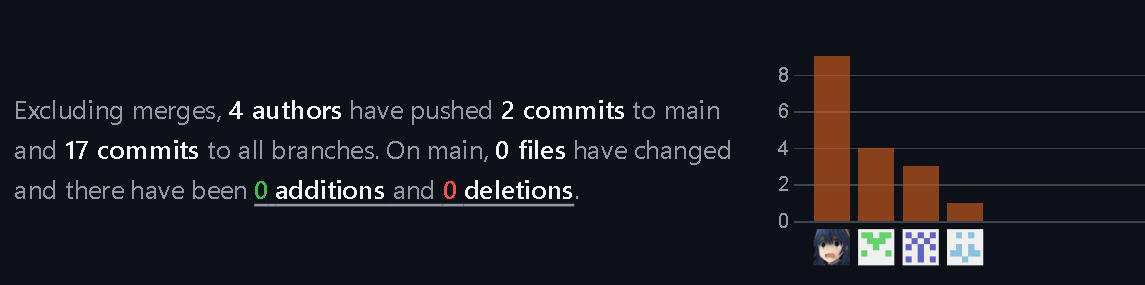 Excluding merges, 4 authors have pushed 2 commits to main
and 17 commits to all branches. On main, 0 files have changed
and there have been 0 additions and 0 deletions.
8
6
4
2
0